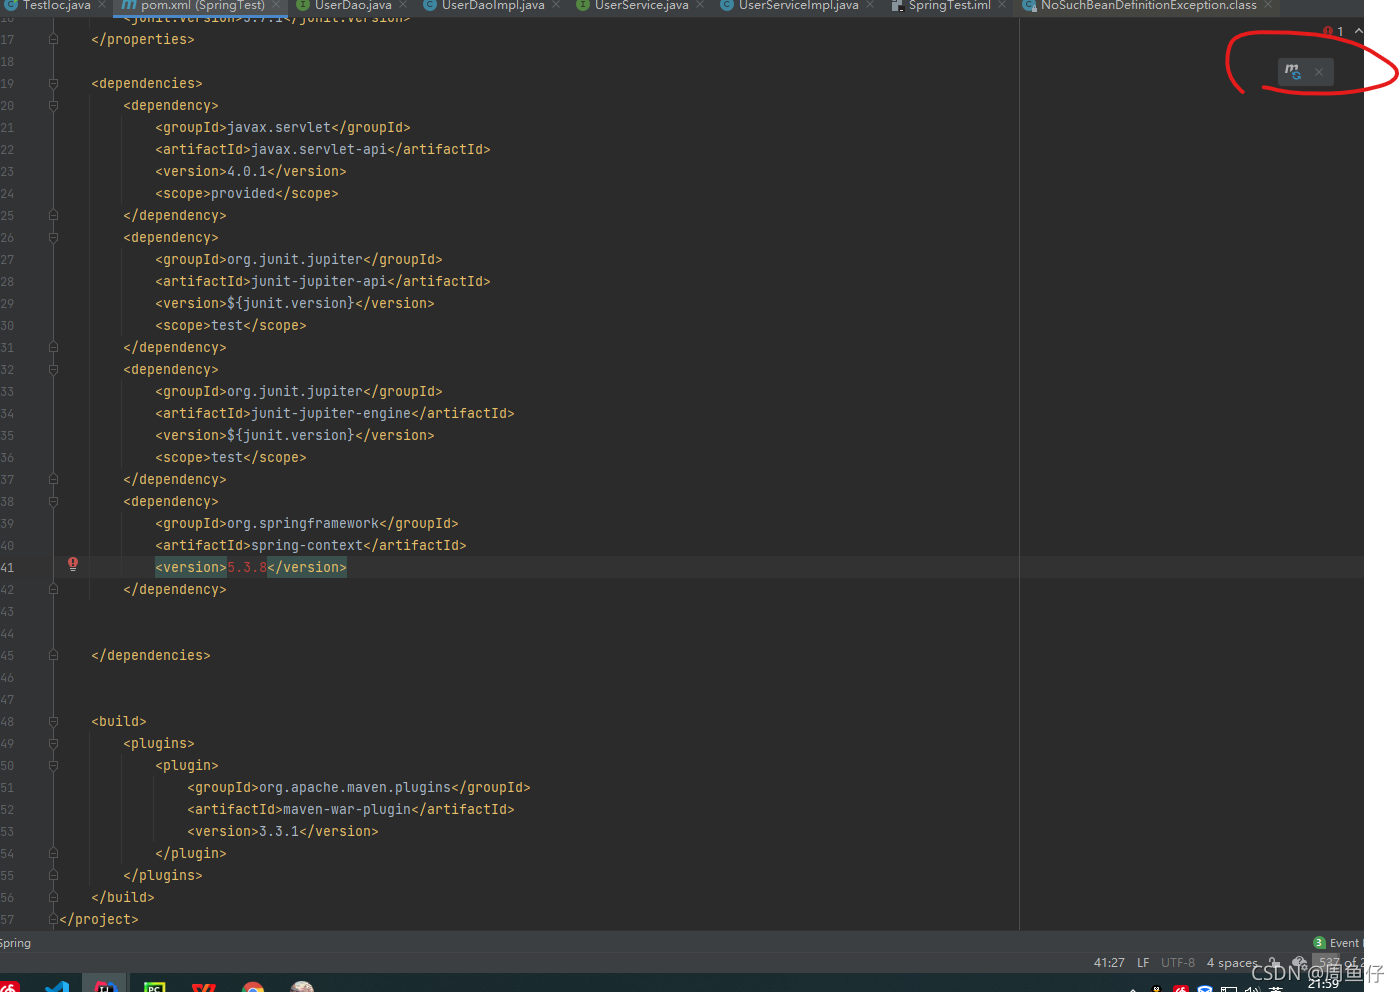 TestIoc.java
pom.xml (SpringTest)
UserDao.java
UserDaoImpl.java
UserService.java
UserServiceImpl.java
SpringTest.iml
NoSuchBeanDefinitionException.class
16 <junit.version>5.7.1</junit.version>
1
17 </properties>
18
19 <dependencies>
20 <dependency>
21 <groupId>javax.servlet</groupId>
22 <artifactId>javax.servlet-api</artifactId>
23 <version>4.0.1</version>
24 <scope>provided</scope>
25 </dependency>
26 <dependency>
27 <groupId>org.junit.jupiter</groupId>
28 <artifactId>junit-jupiter-api</artifactId>
29 <version>${junit.version}</version>
30 <scope>test</scope>
31 </dependency>
32 <dependency>
33 <groupId>org.junit.jupiter</groupId>
34 <artifactId>junit-jupiter-engine</artifactId>
35 <version>${junit.version}</version>
36 <scope>test</scope>
37 </dependency>
38 <dependency>
39 <groupId>org.springframework</groupId>
40 <artifactId>spring-context</artifactId>
41 <version>5.3.8</version>
42 </dependency>
43
44
45 </dependencies>
46
47
48 <build>
49 <plugins>
50 <plugin>
51 <groupId>org.apache.maven.plugins</groupId>
52 <artifactId>maven-war-plugin</artifactId>
53 <version>3.3.1</version>
54 </plugin>
55 </plugins>
56 </build>
57 </project>
Spring
3 Event
41:27 LF UTF-8 4 spaces
CSDN @周鱼仔
英
21:59